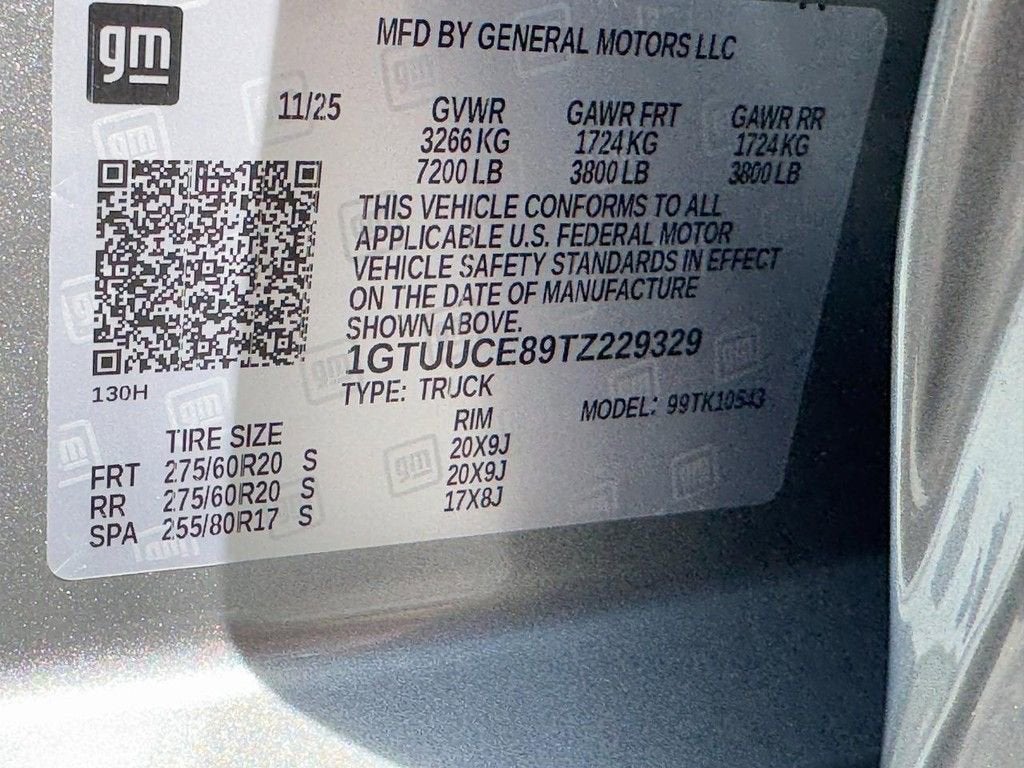 gm
MFD BY GENERAL MOTORS LLC
11/25 GVWR GAWR FRT GAWR RR
3266 KG 1724 KG 1724 KG
7200 LB 3800 LB 3800 LB
THIS VEHICLE CONFORMS TO ALL
APPLICABLE U.S. FEDERAL MOTOR
VEHICLE SAFETY STANDARDS IN EFFECT
ON THE DATE OF MANUFACTURE
SHOWN ABOVE.
1GTUUCE89TZ229329
130H
TYPE: TRUCK
MODEL: 99TK10543
TIRE SIZE RIM
FRT 275/60R20 S 20X9J
RR 275/60R20 S 20X9J
SPA 255/80R17 S 17X8J